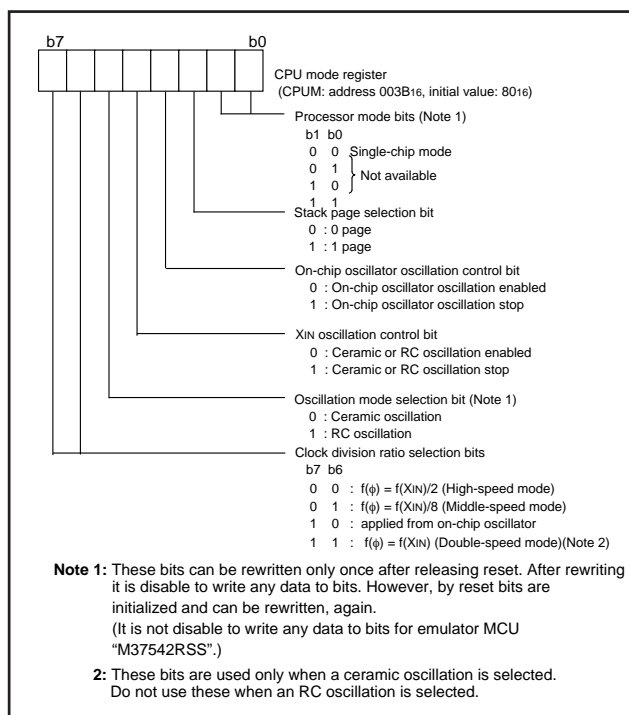 b7 b0
CPU mode register
(CPUM: address 003B16, initial value: 8016)
Processor mode bits (Note 1)
b1 b0
0 0 Single-chip mode
0 1
Not available
1 0
1 1
Stack page selection bit
0 : 0 page
1 : 1 page
On-chip oscillator oscillation control bit
0 : On-chip oscillator oscillation enabled
1 : On-chip oscillator oscillation stop
XIN oscillation control bit
0 : Ceramic or RC oscillation enabled
1 : Ceramic or RC oscillation stop
Oscillation mode selection bit (Note 1)
0 : Ceramic oscillation
1 : RC oscillation
Clock division ratio selection bits
b7 b6
0 0 : f(φ) = f(XIN)/2 (High-speed mode)
0 1 : f(φ) = f(XIN)/8 (Middle-speed mode)
1 0 : applied from on-chip oscillator
1 1 : f(φ) = f(XIN) (Double-speed mode)(Note 2)
Note 1: These bits can be rewritten only once after releasing reset. After rewriting
it is disable to write any data to bits. However, by reset bits are
initialized and can be rewritten, again.
(It is not disable to write any data to bits for emulator MCU
“M37542RSS”.)
2: These bits are used only when a ceramic oscillation is selected.
Do not use these when an RC oscillation is selected.